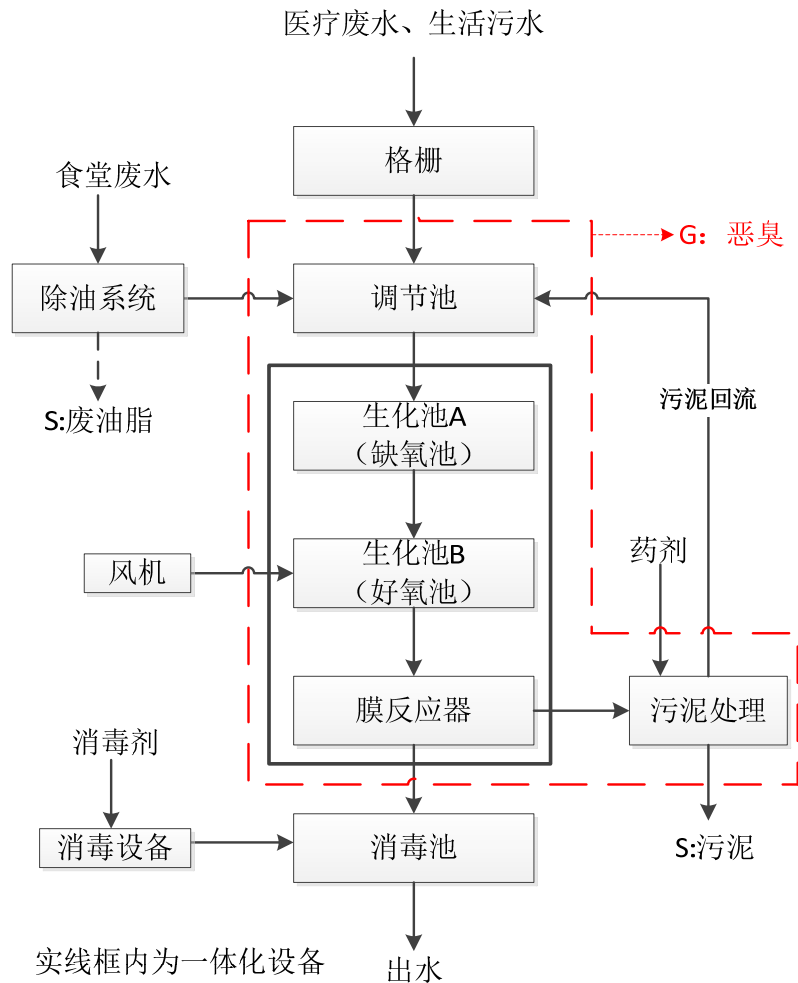 医疗废水、生活污水
格栅
食堂废水
G：恶臭
除油系统
调节池
污泥回流
S:废油脂
生化池A
（缺氧池）
药剂
风机
生化池B
（好氧池）
膜反应器
污泥处理
消毒剂
消毒设备
消毒池
S:污泥
实线框内为一体化设备
出水